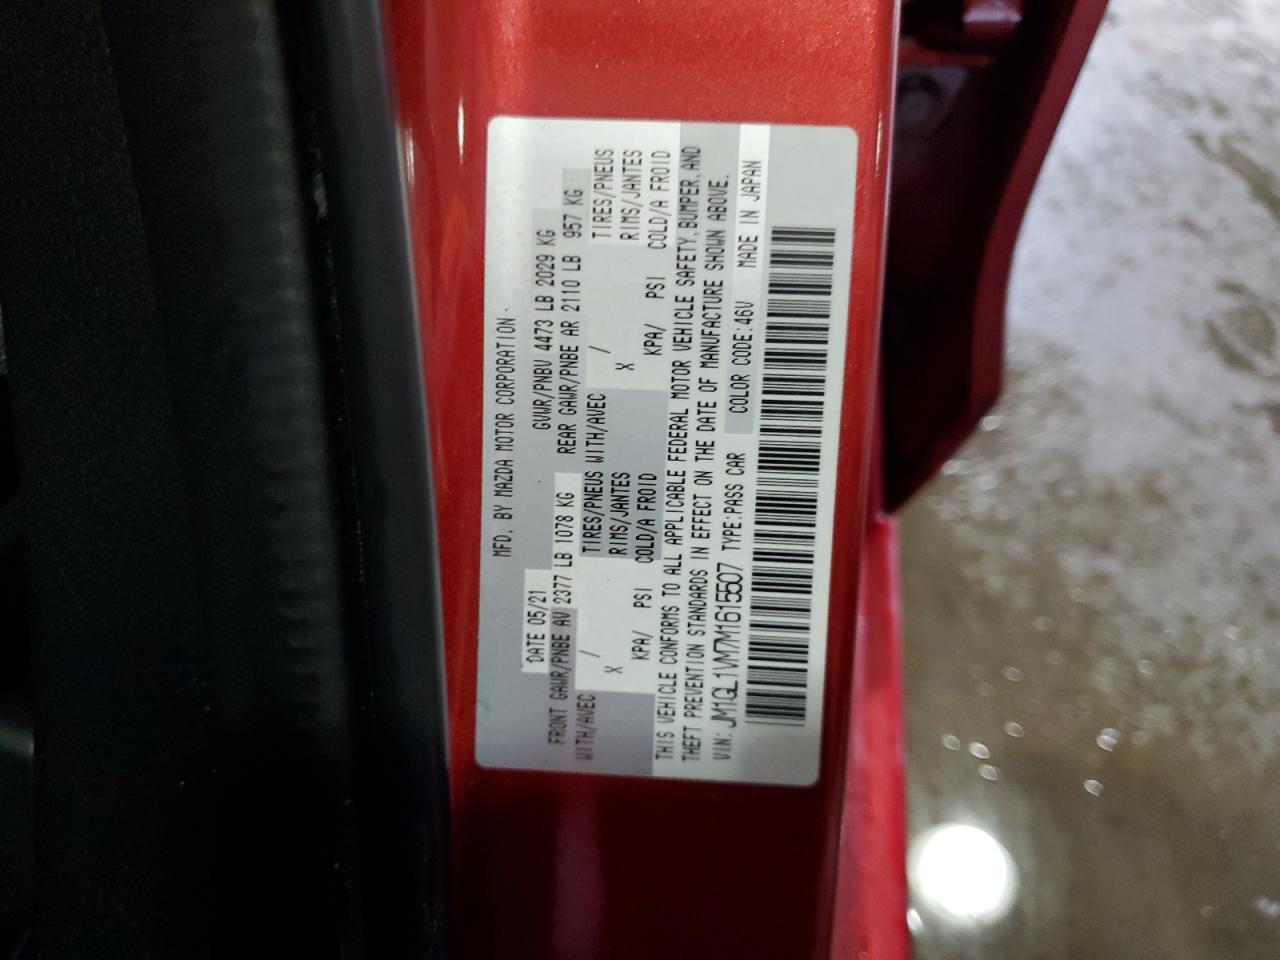 MFD. BY MAZDA MOTOR CORPORATION
DATE 05/21 GVWR/PNBV 4473 LB 2029 KG
FRONT GAWR/PNBE AV 2377 LB 1078 KG REAR GAWR/PNBE AR 2110 LB 957 KG
WITH/AVEC / TIRES/PNEUS WITH/AVEC / TIRES/PNEUS
X RIMS/JANTES X RIMS/JANTES
KPA/ PSI COLD/A FROID KPA/ PSI COLD/A FROID
THIS VEHICLE CONFORMS TO ALL APPLICABLE FEDERAL MOTOR VEHICLE SAFETY, BUMPER, AND
THEFT PREVENTION STANDARDS IN EFFECT ON THE DATE OF MANUFACTURE SHOWN ABOVE.
VIN: JM1GL1VM7M1615507 TYPE:PASS CAR COLOR CODE:46V MADE IN JAPAN